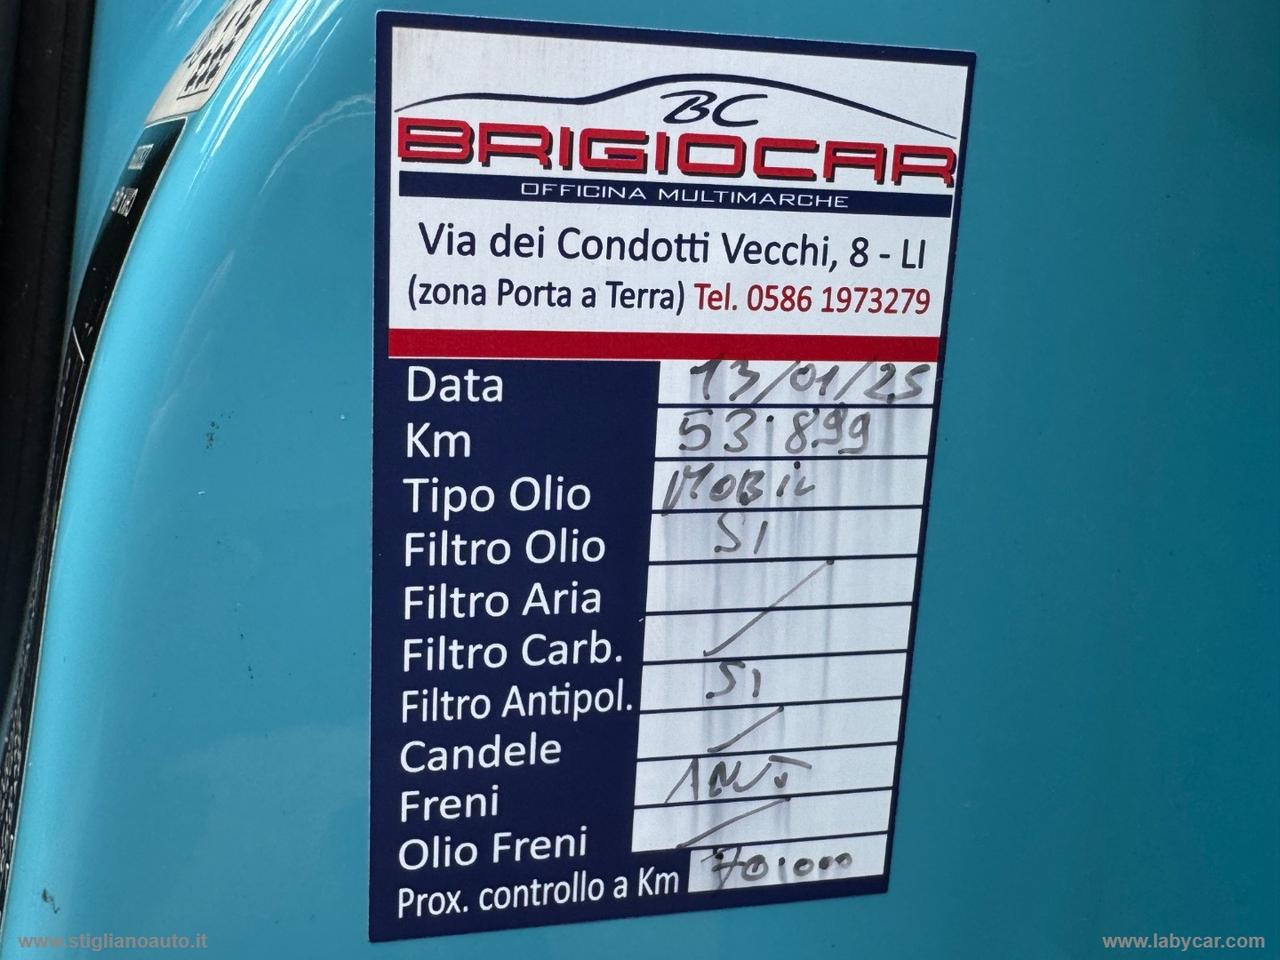 BC
BRIGIOCAR
OFFICINA MULTIMARCHE
Via dei Condotti Vecchi, 8 - LI
(zona Porta a Terra) Tel. 0586 1973279
Data 13/01/25
Km 53.899
Tipo Olio MOBIL
Filtro Olio SI
Filtro Aria
Filtro Carb.
Filtro Antipol. SI
Candele
Freni ANT
Olio Freni
Prox. controllo a Km 70.000
www.stiglianoauto.it
www.labycar.com